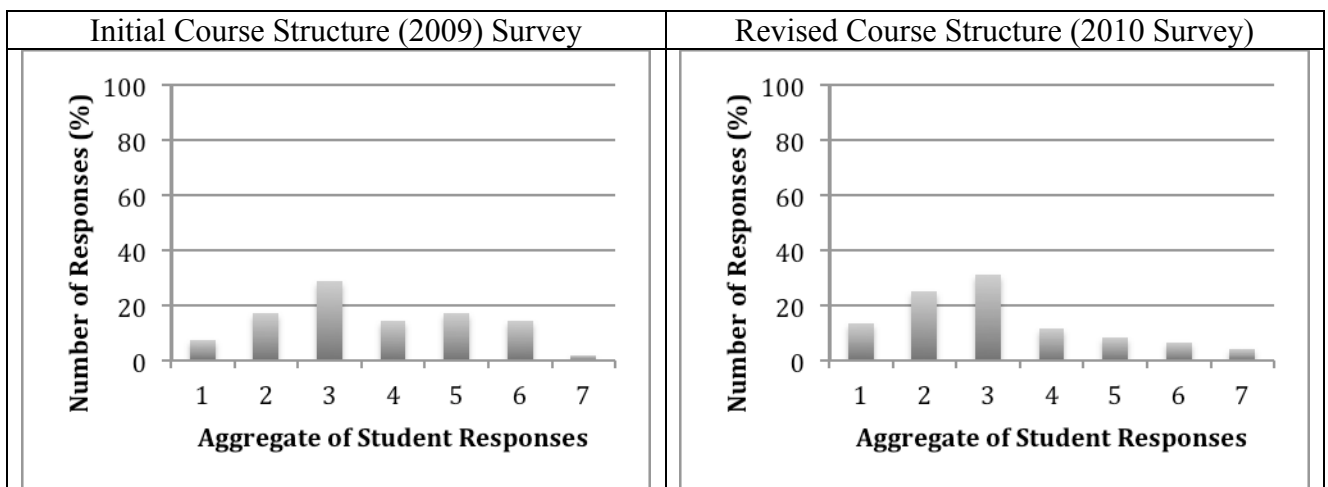 Initial Course Structure (2009) Survey
Revised Course Structure (2010 Survey)
Number of Responses (%)
100
80
60
40
20
0
1 2 3 4 5 6 7
Aggregate of Student Responses
Number of Responses (%)
100
80
60
40
20
0
1 2 3 4 5 6 7
Aggregate of Student Responses